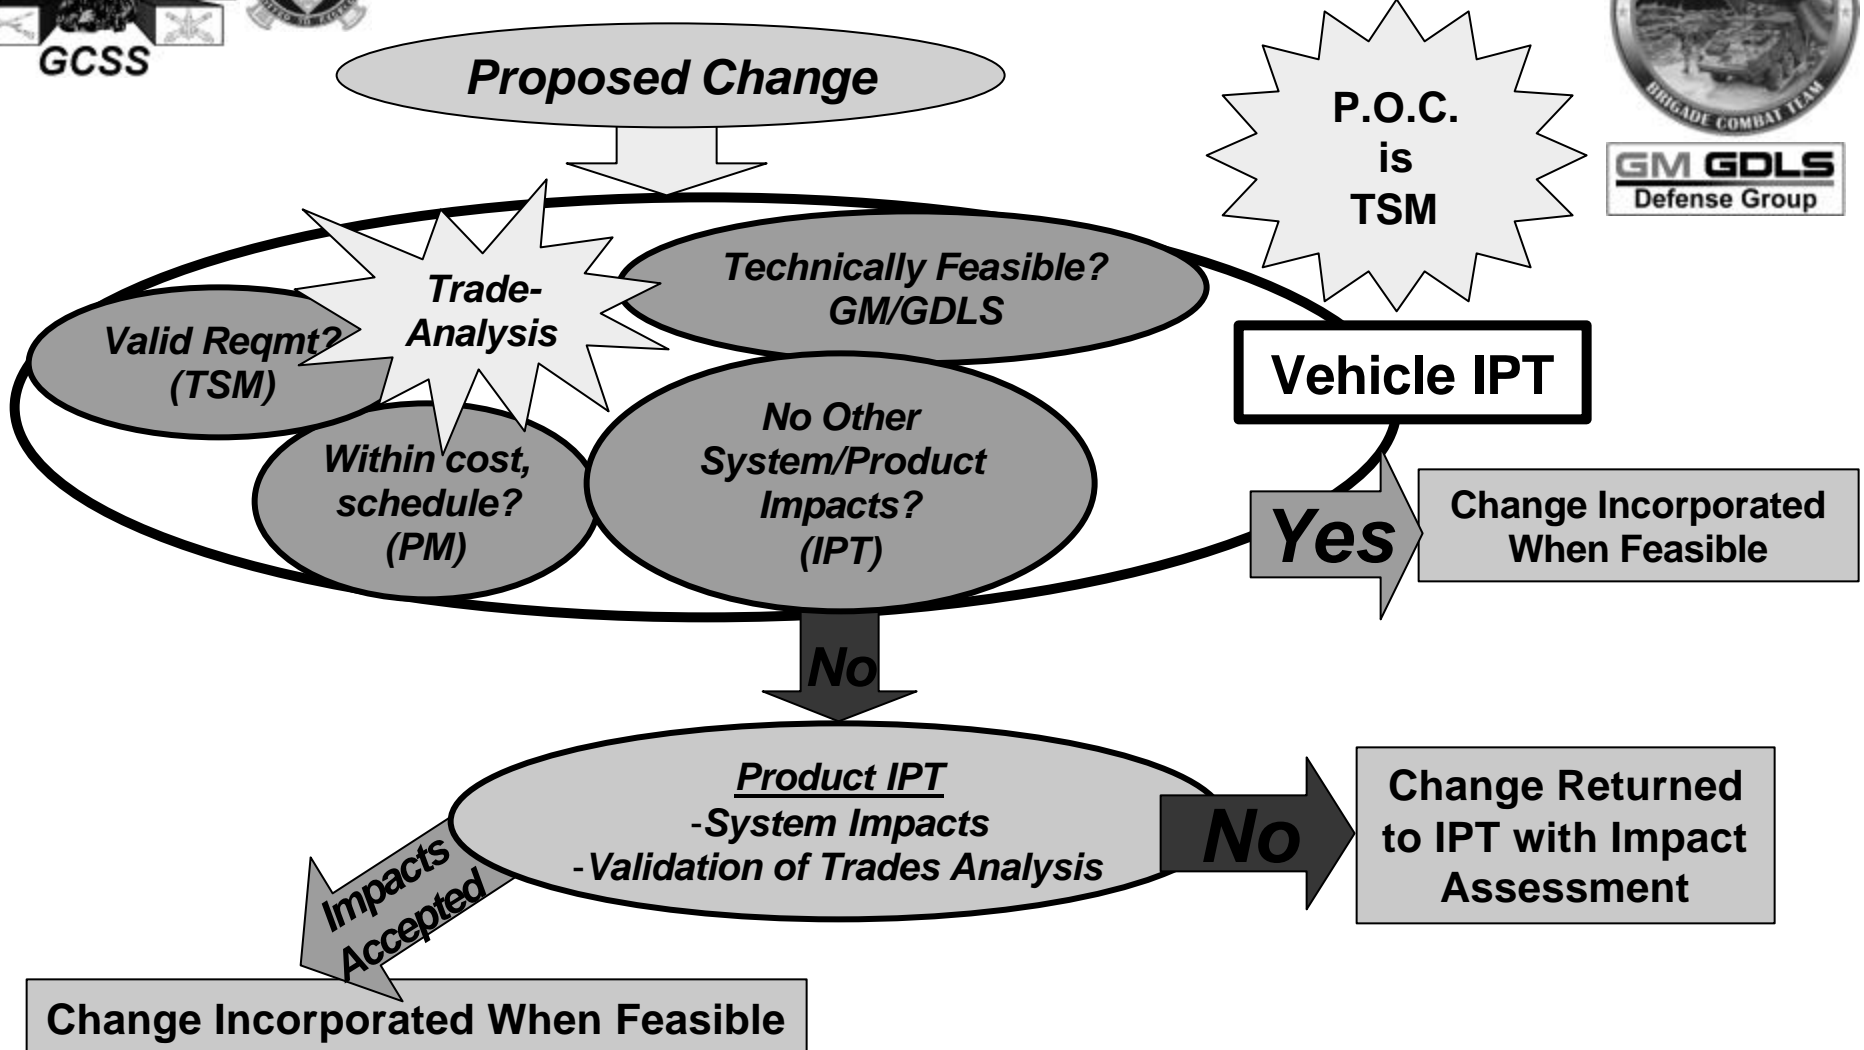 GCSS
Proposed Change
P.O.C.
is
TSM
BRIGADE COMBAT TEAM
GM GDLS
Defense Group
Trade-
Analysis
Technically Feasible?
GM/GDLS
Valid Reqmt?
(TSM)
Vehicle IPT
Within cost,
schedule?
(PM)
No Other
System/Product
Impacts?
(IPT)
Yes
Change Incorporated
When Feasible
No
Product IPT
-System Impacts
-Validation of Trades Analysis
No
Change Returned
to IPT with Impact
Assessment
Impacts
Accepted
Change Incorporated When Feasible